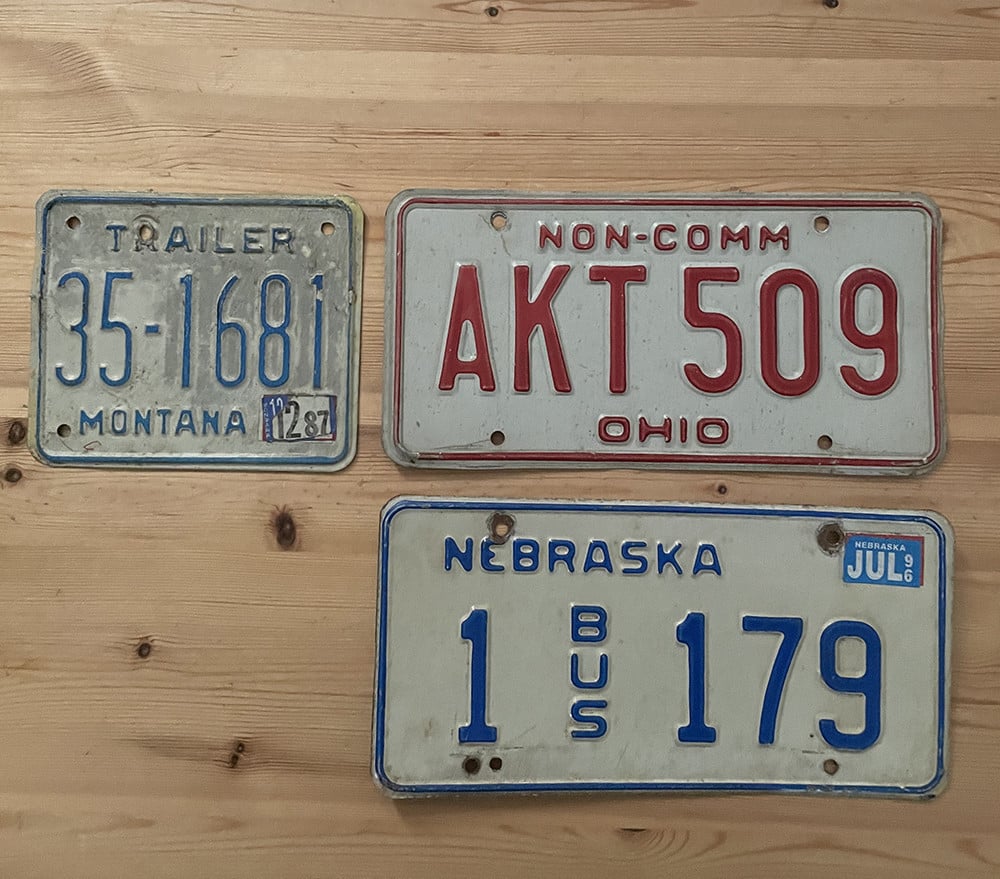 TRAILER
35-1681
MONTANA
12 87
NON-COMM
AKT 509
OHIO
NEBRASKA
NEBRASKA
JUL 96
1 BUS 179